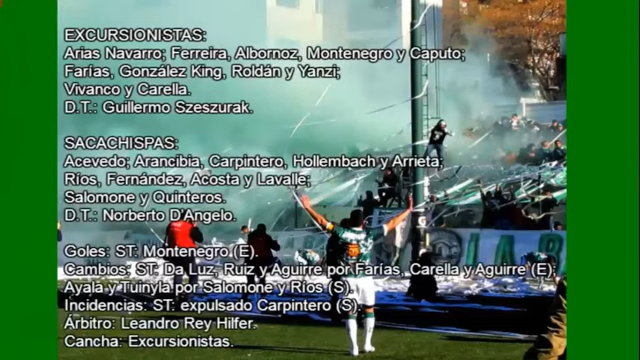 EXCURSIONISTAS:
Arias Navarro; Ferreira, Albornoz, Montenegro y Caputo;
Farías, González King, Roldán y Yanzi;
Vivanco y Carella.
D.T.: Guillermo Szeszurak.
SACACHISPAS:
Acevedo; Arancibia, Carpintero, Hollembach y Arrieta;
Ríos, Fernández, Acosta y Lavalle;
Salomone y Quinteros.
D.T.: Norberto D'Angelo.
Goles: ST: Montenegro (E).
Cambios: ST: Da Luz, Ruiz y Aguirre por Farías, Carella y Aguirre (E);
Ayala y Tuinyla por Salomone y Ríos (S).
Incidencias: ST: expulsado Carpintero (S).
Árbitro: Leandro Rey Hilfer.
Cancha: Excursionistas.